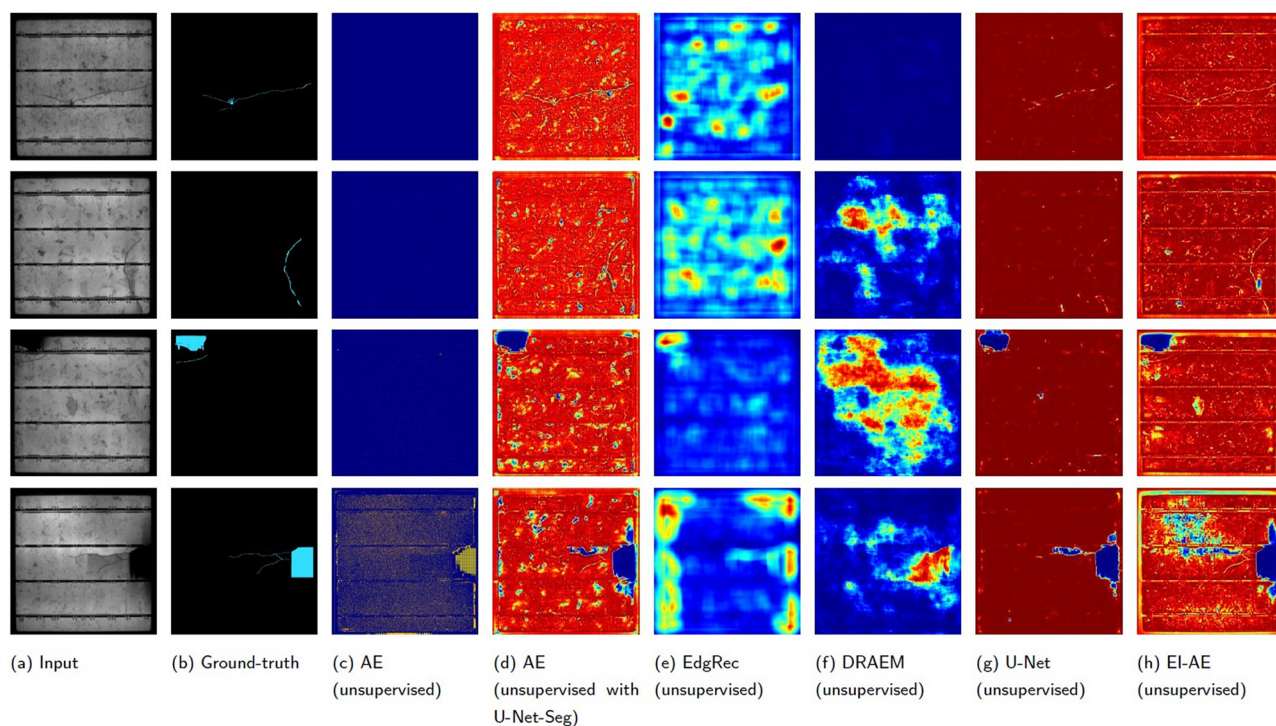 (a) Input
(b) Ground-truth
(c) AE
(unsupervised)
(d) AE
(unsupervised with
U-Net-Seg)
(e) EdgRec
(unsupervised)
(f) DRAEM
(unsupervised)
(g) U-Net
(unsupervised)
(h) EI-AE
(unsupervised)